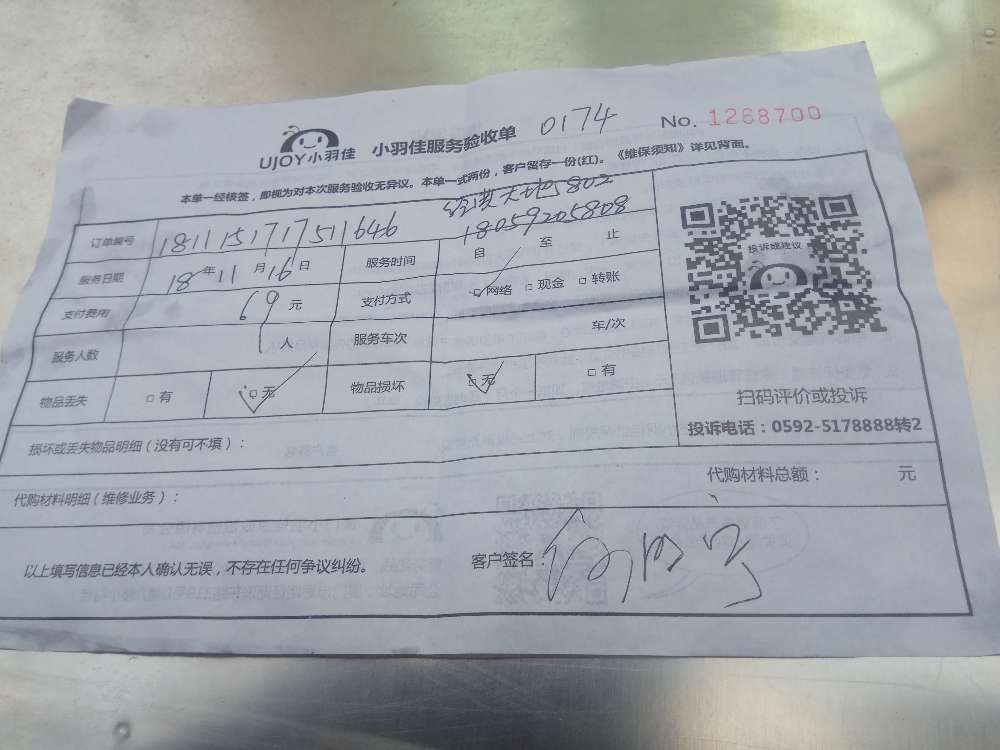 UJOY小羽佳 小羽佳服务验收单 0174 No. 1268700
本单一经核签，即视为对本次服务验收无异议。本单一式两份，客户留存一份(红)。《维保须知》详见背面。
5802
订单编号 181115171751​1646 18059205808
服务日期 18年11月16日 服务时间 自 至 止
支付费用 69元 支付方式 ☑网络 □现金 □转账
服务人数 1人 服务车次 车/次
物品丢失 □有 ☑无 物品损坏 ☑无 □有
投诉或建议
扫码评价或投诉
投诉电话：0592-5178888转2
损坏或丢失物品明细（没有可不填）：
代购材料明细（维修业务）： 代购材料总额： 元
以上填写信息已经本人确认无误，不存在任何争议纠纷。 客户签名：